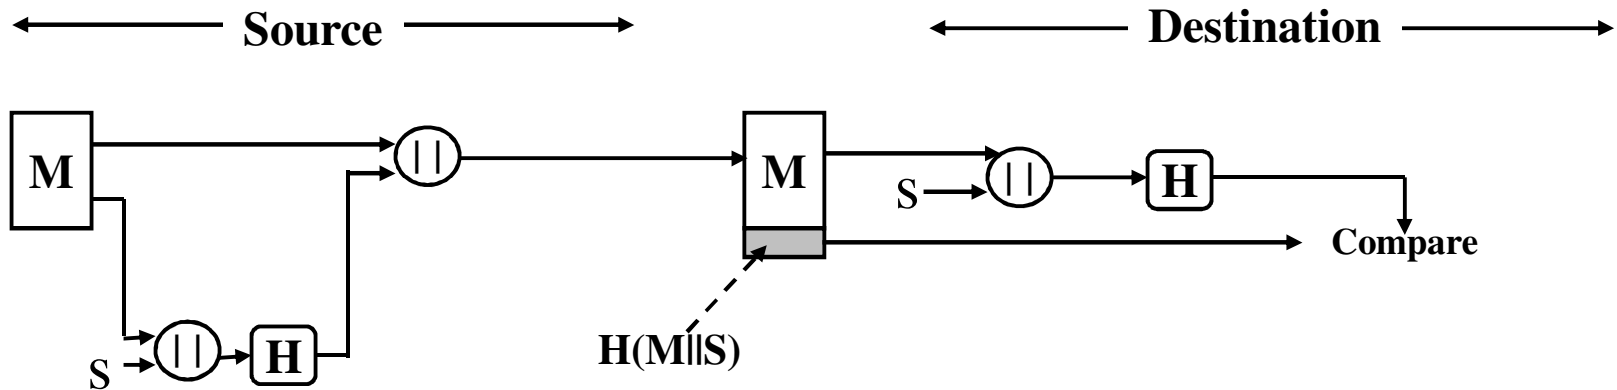 Source
Destination
M
||
M
S
||
H
Compare
H(M||S)
S
||
H